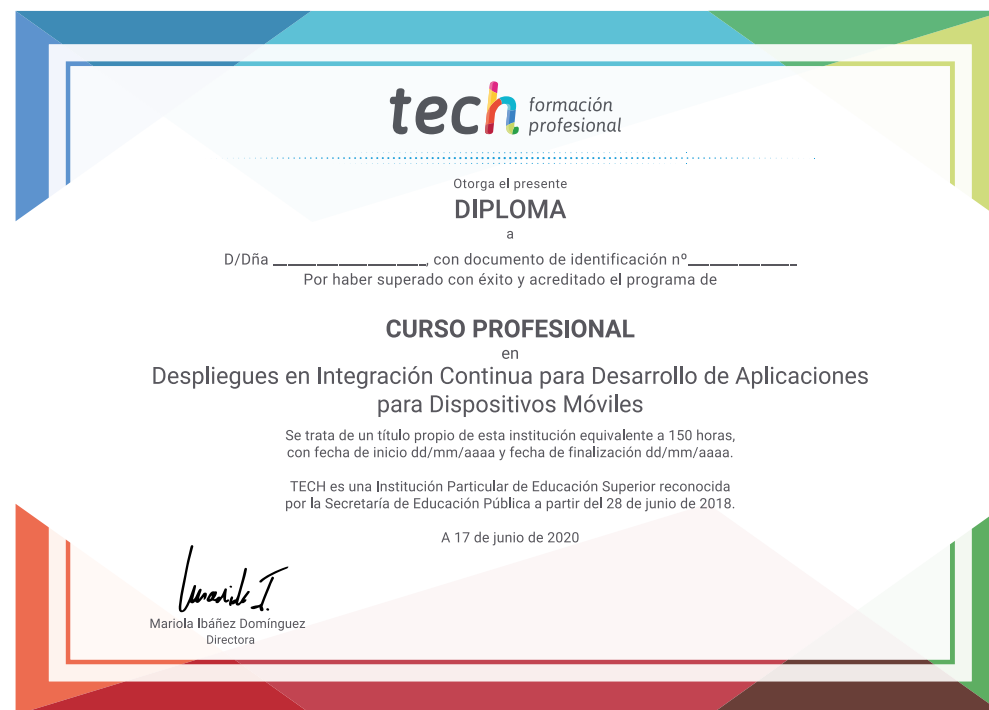 tech formación
profesional
Otorga el presente
DIPLOMA
a
D/Dña ____________________, con documento de identificación nº______________
Por haber superado con éxito y acreditado el programa de
CURSO PROFESIONAL
en
Despliegues en Integración Continua para Desarrollo de Aplicaciones
para Dispositivos Móviles
Se trata de un título propio de esta institución equivalente a 150 horas,
con fecha de inicio dd/mm/aaaa y fecha de finalización dd/mm/aaaa.
TECH es una Institución Particular de Educación Superior reconocida
por la Secretaría de Educación Pública a partir del 28 de junio de 2018.
A 17 de junio de 2020
Mariola Ibáñez Domínguez
Directora